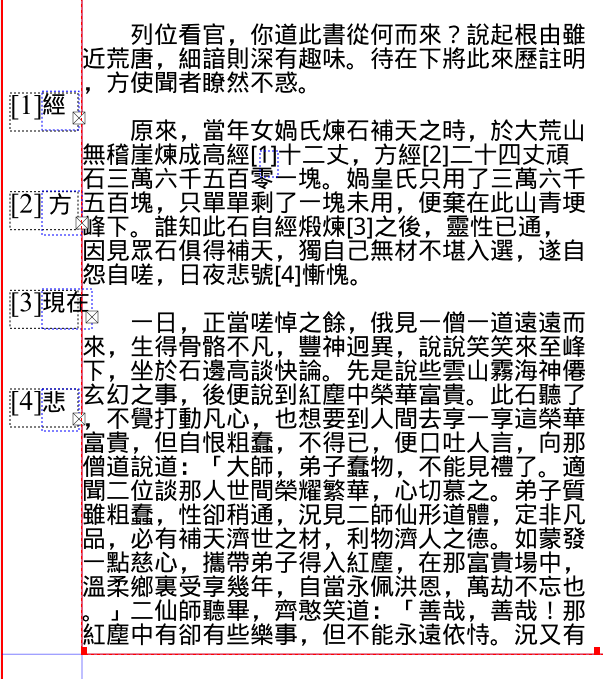 列位看官，你道此書從何而來？說起根由雖
近荒唐，細諳則深有趣味。待在下將此來歷註明
，方使聞者瞭然不惑。
[1]經
原來，當年女媧氏煉石補天之時，於大荒山
無稽崖煉成高經[1]十二丈，方經[2]二十四丈頑
石三萬六千五百零一塊。媧皇氏只用了三萬六千
[2]方
五百塊，只單單剩了一塊未用，便棄在此山青埂
峰下。誰知此石自經煅煉[3]之後，靈性已通，
因見眾石俱得補天，獨自己無材不堪入選，遂自
怨自嗟，日夜悲號[4]慚愧。
[3]現在
一日，正當嗟悼之餘，俄見一僧一道遠遠而
來，生得骨骼不凡，豐神迥異，說說笑笑來至峰
下，坐於石邊高談快論。先是說些雲山霧海神僊
[4]悲
玄幻之事，後便說到紅塵中榮華富貴。此石聽了
，不覺打動凡心，也想要到人間去享一享這榮華
富貴，但自恨粗蠢，不得已，便口吐人言，向那
僧道說道：「大師，弟子蠢物，不能見禮了。適
聞二位談那人世間榮耀繁華，心切慕之。弟子質
雖粗蠢，性卻稍通，況見二師仙形道體，定非凡
品，必有補天濟世之材，利物濟人之德。如蒙發
一點慈心，攜帶弟子得入紅塵，在那富貴場中，
溫柔鄉裏受享幾年，自當永佩洪恩，萬劫不忘也
。」二仙師聽畢，齊憨笑道：「善哉，善哉！那
紅塵中有卻有些樂事，但不能永遠依恃。況又有